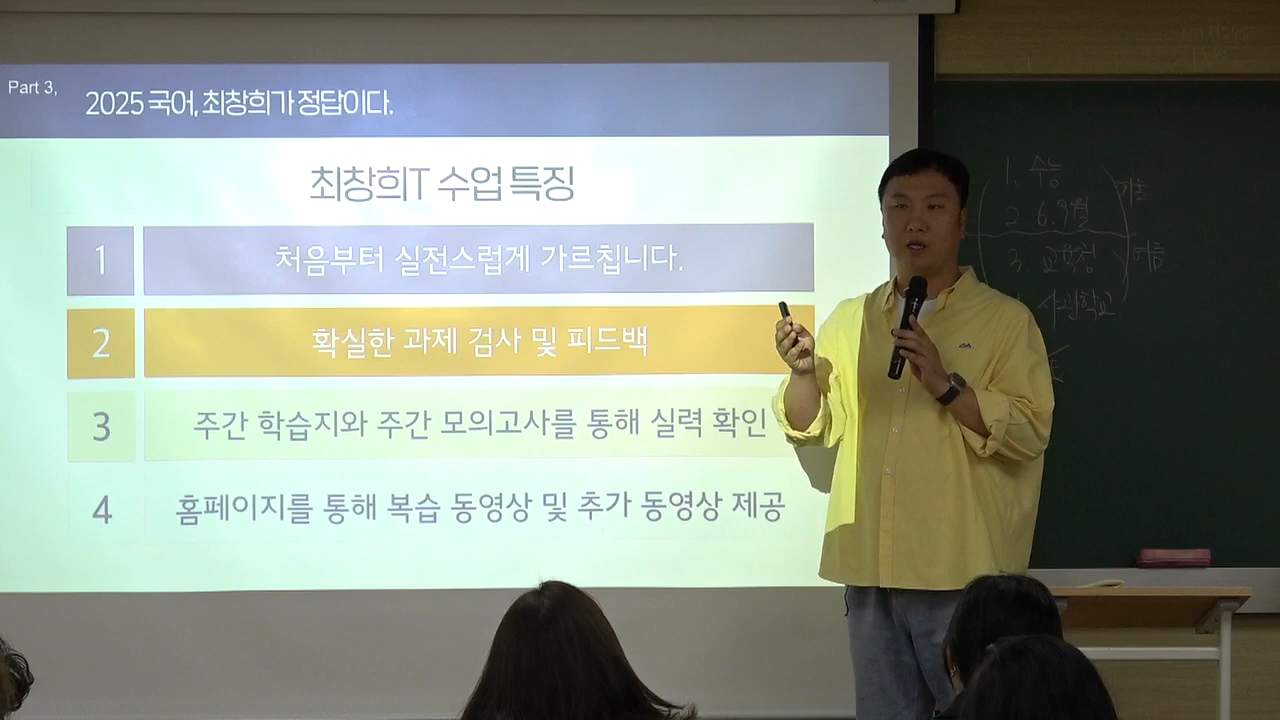 Part 3,
2025 국어, 최창희가 정답이다.
최창희T 수업 특징
1 처음부터 실전스럽게 가르칩니다.
2 확실한 과제 검사 및 피드백
3 주간 학습지와 주간 모의고사를 통해 실력 확인
4 홈페이지를 통해 복습 동영상 및 추가 동영상 제공
1. 수능
2. 6.9월
3. 교육청
사관학교